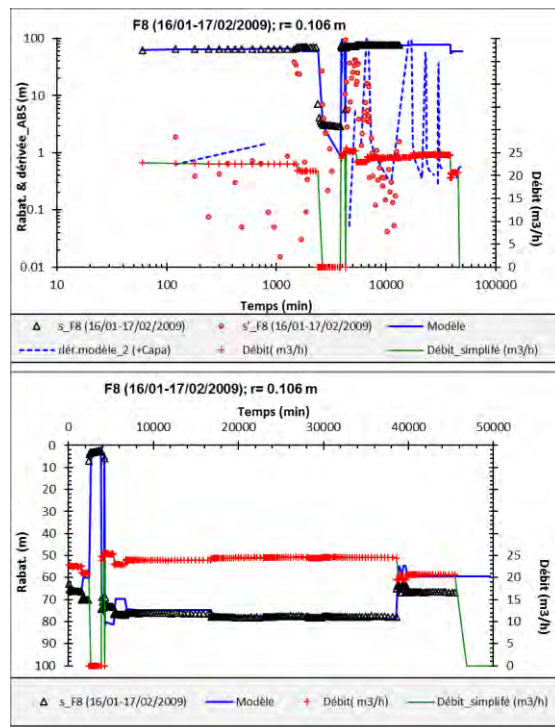 F8 (16/01-17/02/2009); r= 0.106 m
100
10
1
0.1
0.01
Rabat. & dérivée_ABS (m)
25
20
15
10
5
0
Débit (m3/h)
10 100 1000 10000 100000
Temps (min)
s_F8 (16/01-17/02/2009) s'_F8 (16/01-17/02/2009) Modèle
dér.modèle_2 (+Capa) Débit( m3/h) Débit_simplifé (m3/h)
F8 (16/01-17/02/2009); r= 0.106 m
Temps (min)
0 10000 20000 30000 40000 50000
0
10
20
30
40
50
60
70
80
90
100
Rabat. (m)
25
20
15
10
5
0
Débit (m3/h)
s_F8 (16/01-17/02/2009) Modèle Débit( m3/h) Débit_simplifé (m3/h)